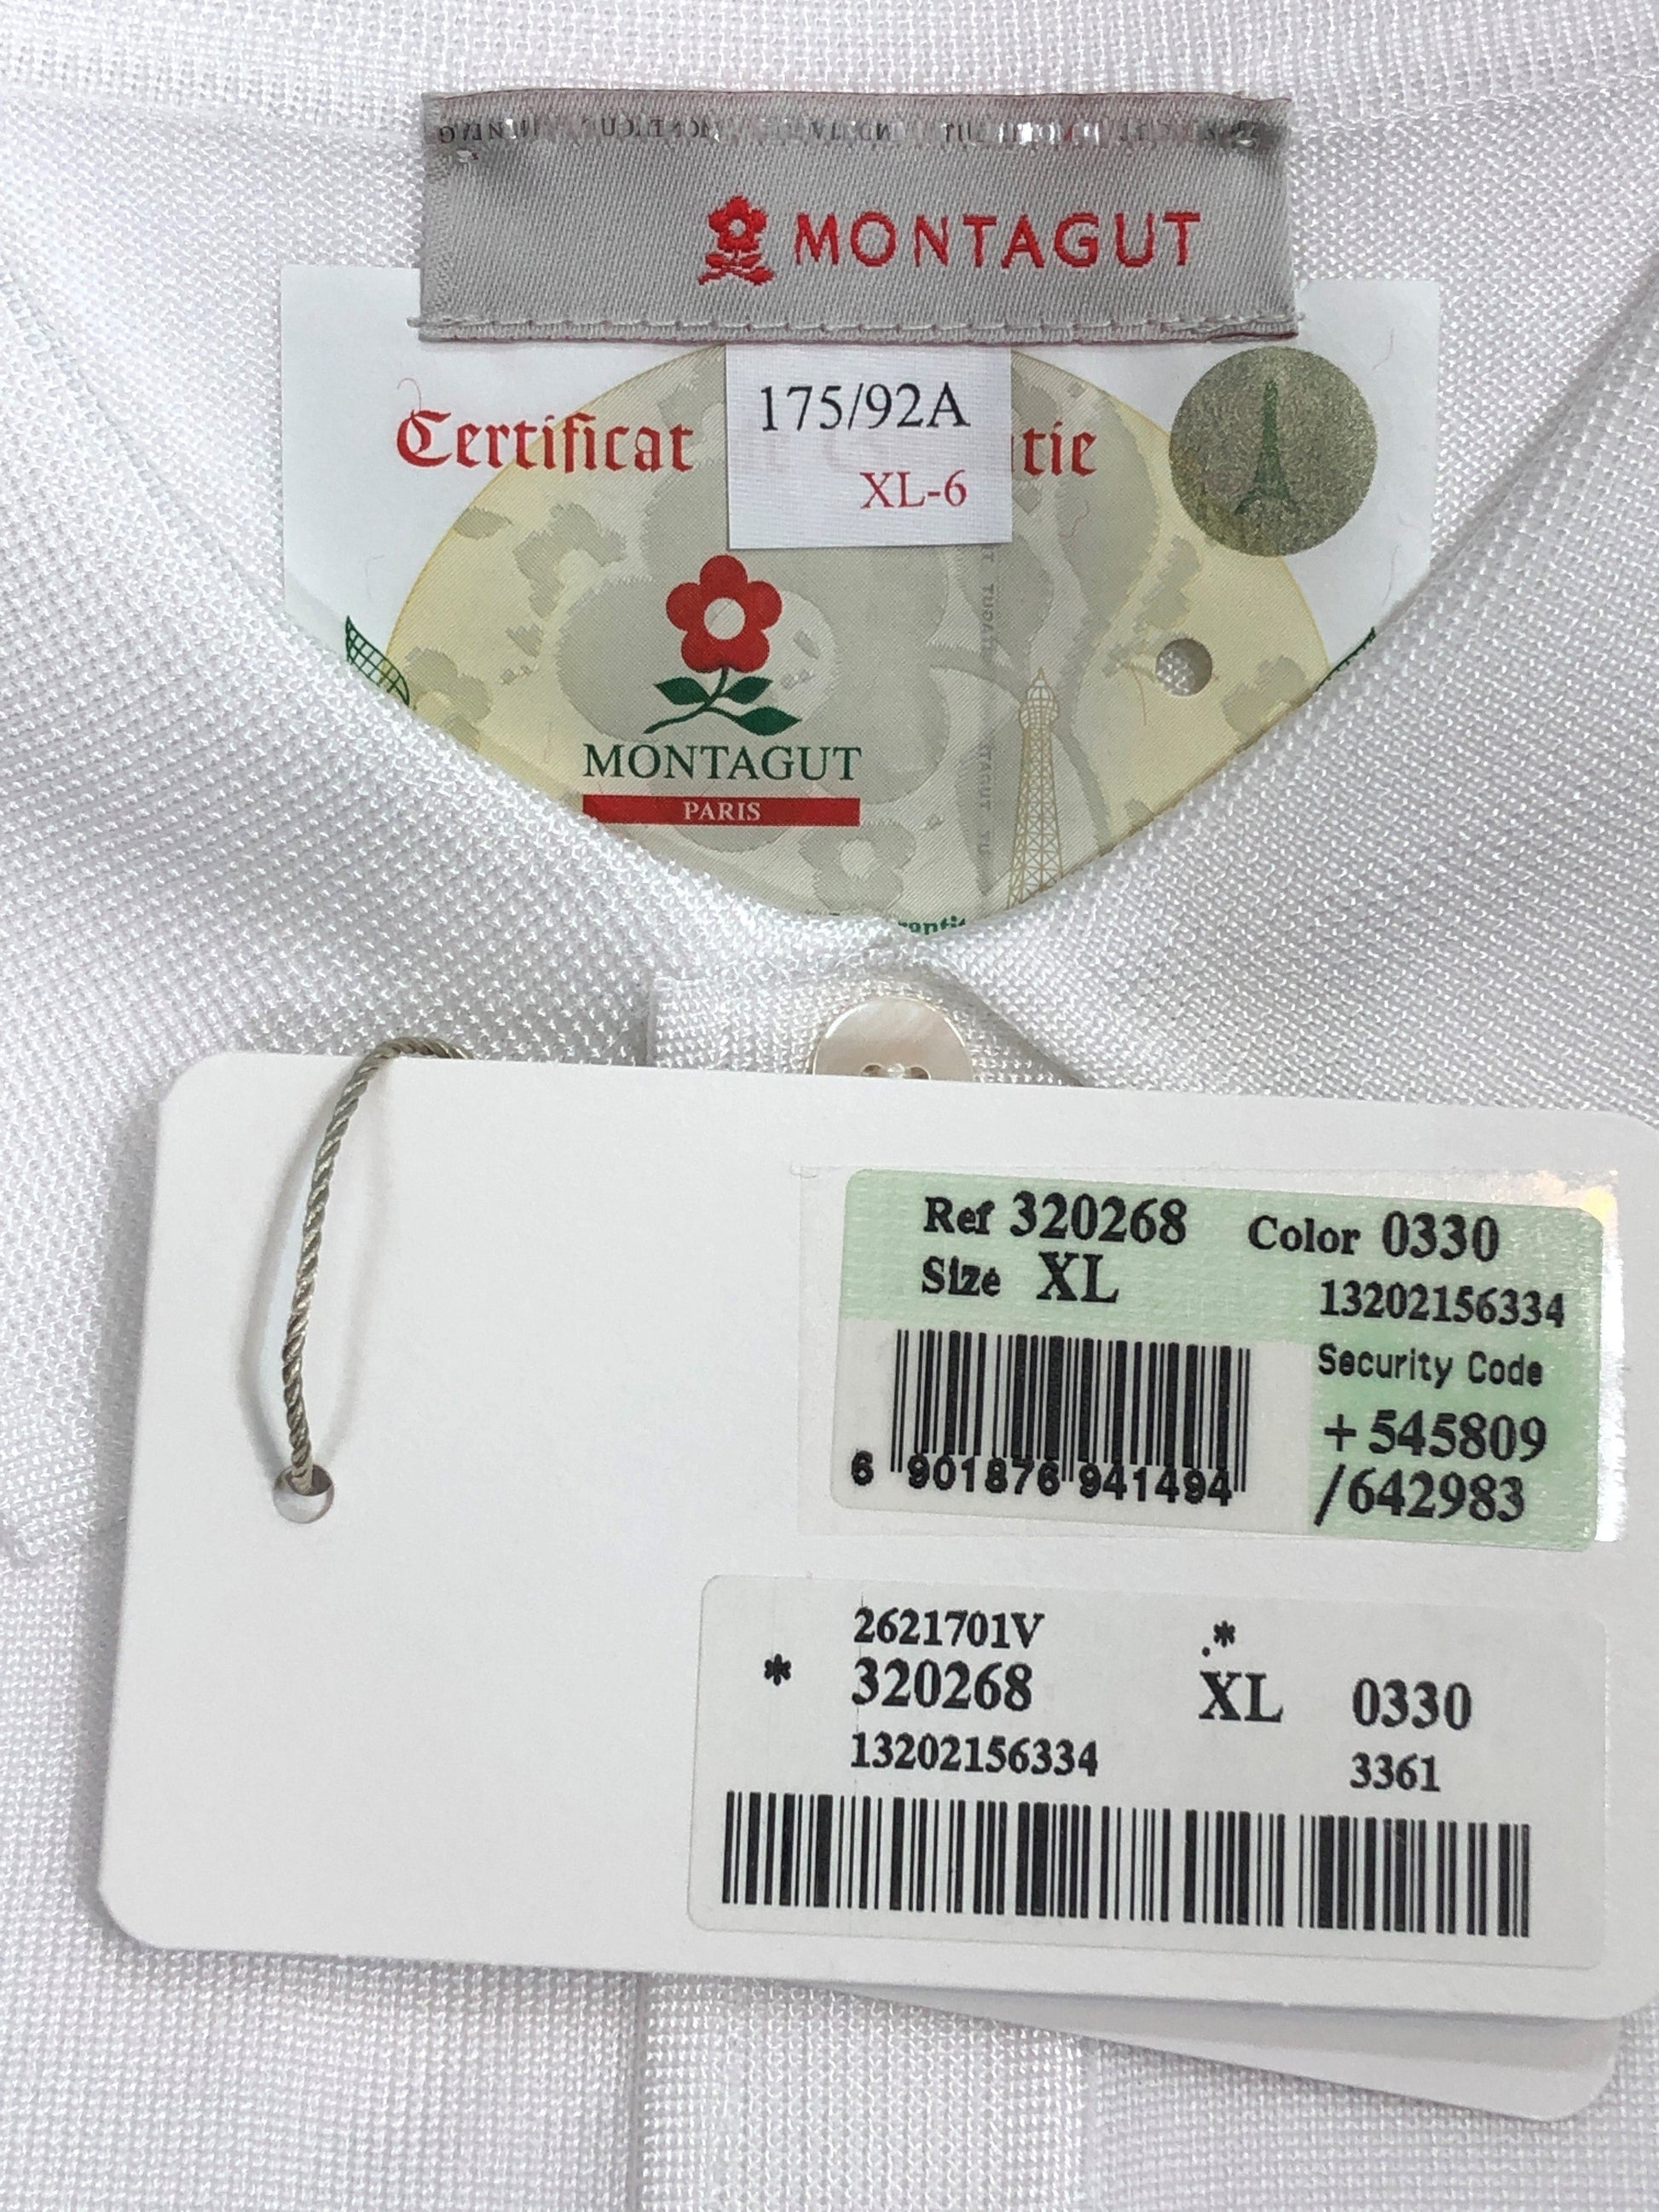 MONTAGUT
175/92A
XL-6
Certificat tie
MONTAGUT
PARIS
Ref 320268 Color 0330
Size XL 13202156334
Security Code
+545809
/642983
6 901876 941494
2621701V *
* 320268 XL 0330
13202156334 3361